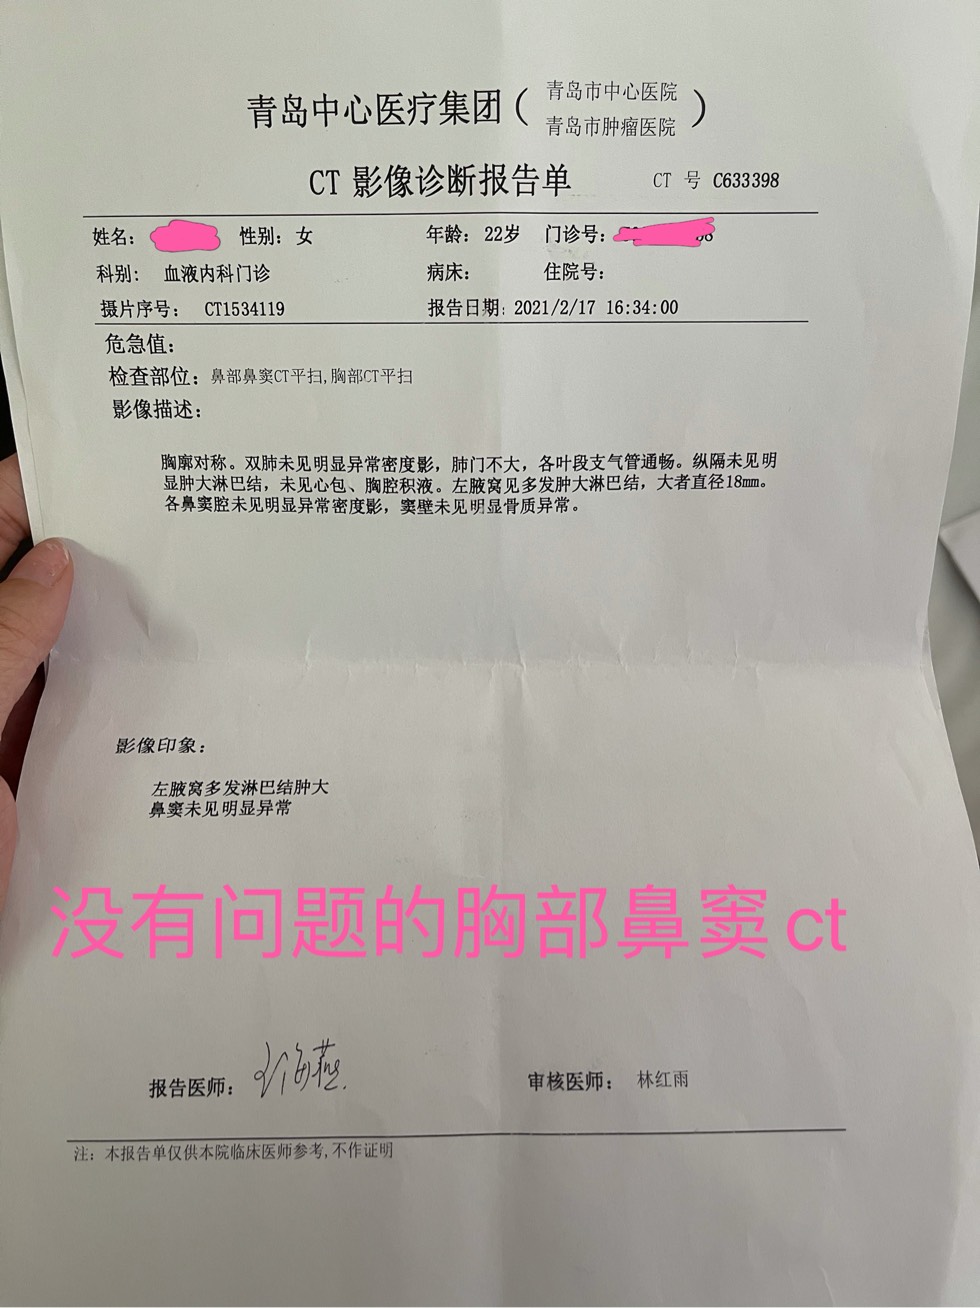 青岛中心医疗集团（青岛市中心医院
青岛市肿瘤医院）
CT 影像诊断报告单 CT 号 C633398
姓名： 性别：女 年龄：22岁 门诊号：
科别： 血液内科门诊 病床： 住院号：
摄片序号： CT1534119 报告日期：2021/2/17 16:34:00
危急值：
检查部位：鼻部鼻窦CT平扫,胸部CT平扫
影像描述：
胸廓对称。双肺未见明显异常密度影，肺门不大，各叶段支气管通畅。纵隔未见明
显肿大淋巴结，未见心包、胸腔积液。左腋窝见多发肿大淋巴结，大者直径18mm。
各鼻窦腔未见明显异常密度影，窦壁未见明显骨质异常。
影像印象：
左腋窝多发淋巴结肿大
鼻窦未见明显异常
没有问题的胸部鼻窦ct
报告医师： 审核医师： 林红雨
注：本报告单仅供本院临床医师参考,不作证明